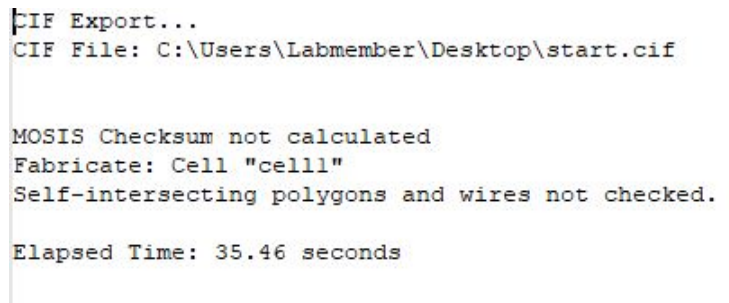 CIF Export...
CIF File: C:\Users\Labmember\Desktop\start.cif
MOSIS Checksum not calculated
Fabricate: Cell "cell1"
Self-intersecting polygons and wires not checked.
Elapsed Time: 35.46 seconds